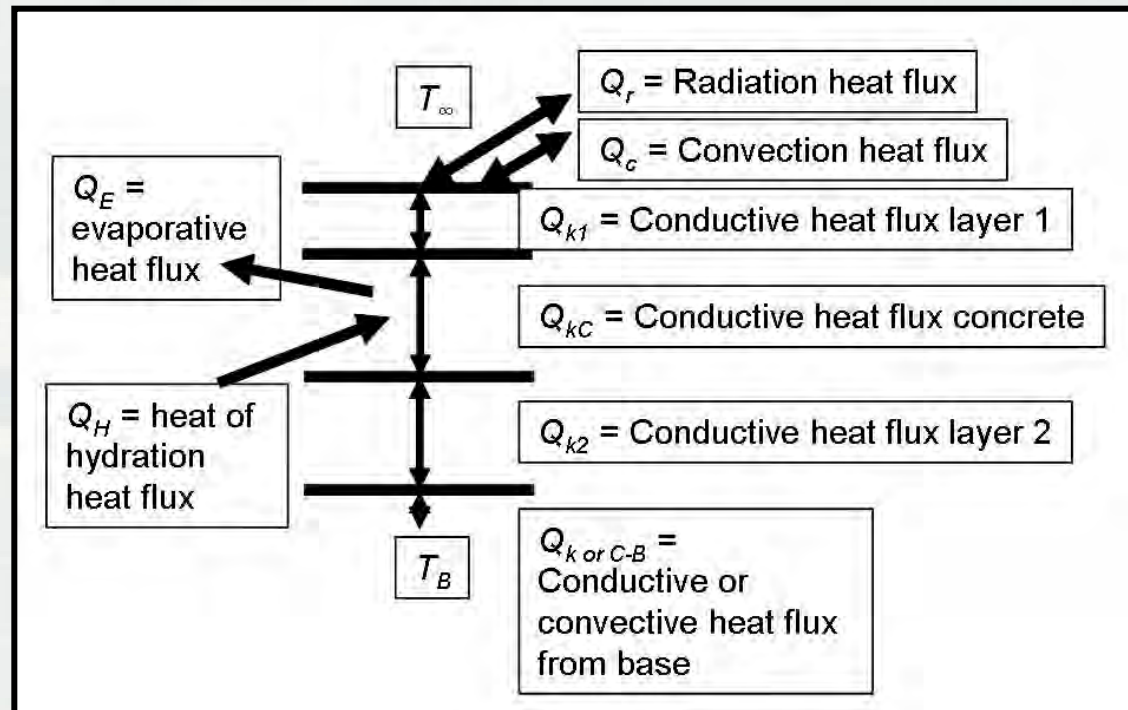 T∞
Qr = Radiation heat flux
Qc = Convection heat flux
QE =
evaporative
heat flux
Qk1 = Conductive heat flux layer 1
QkC = Conductive heat flux concrete
QH = heat of
hydration
heat flux
Qk2 = Conductive heat flux layer 2
TB
Qk or C-B =
Conductive or
convective heat flux
from base